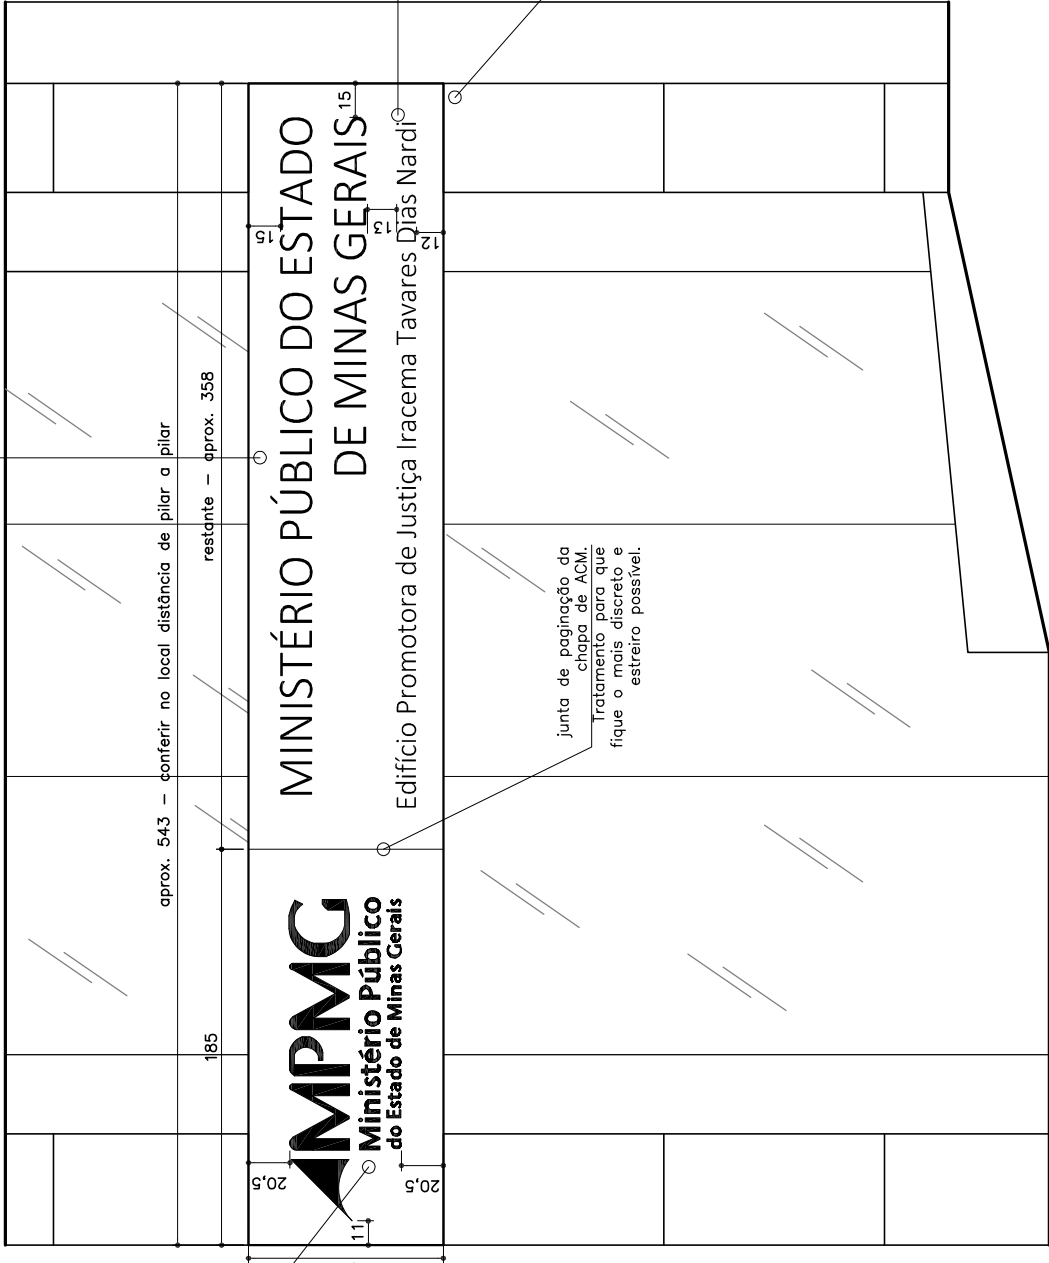 aprox. 543 – conferir no local distância de pilar a pilar
restante – aprox. 358
185
MINISTÉRIO PÚBLICO DO ESTADO
DE MINAS GERAIS
Edifício Promotora de Justiça Iracema Tavares Dias Nardi
15
15
13
12
MPMG
Ministério Público
do Estado de Minas Gerais
20,5
20,5
11
junta de paginação da
chapa de ACM.
Tratamento para que
fique o mais discreto e
estreiro possível.